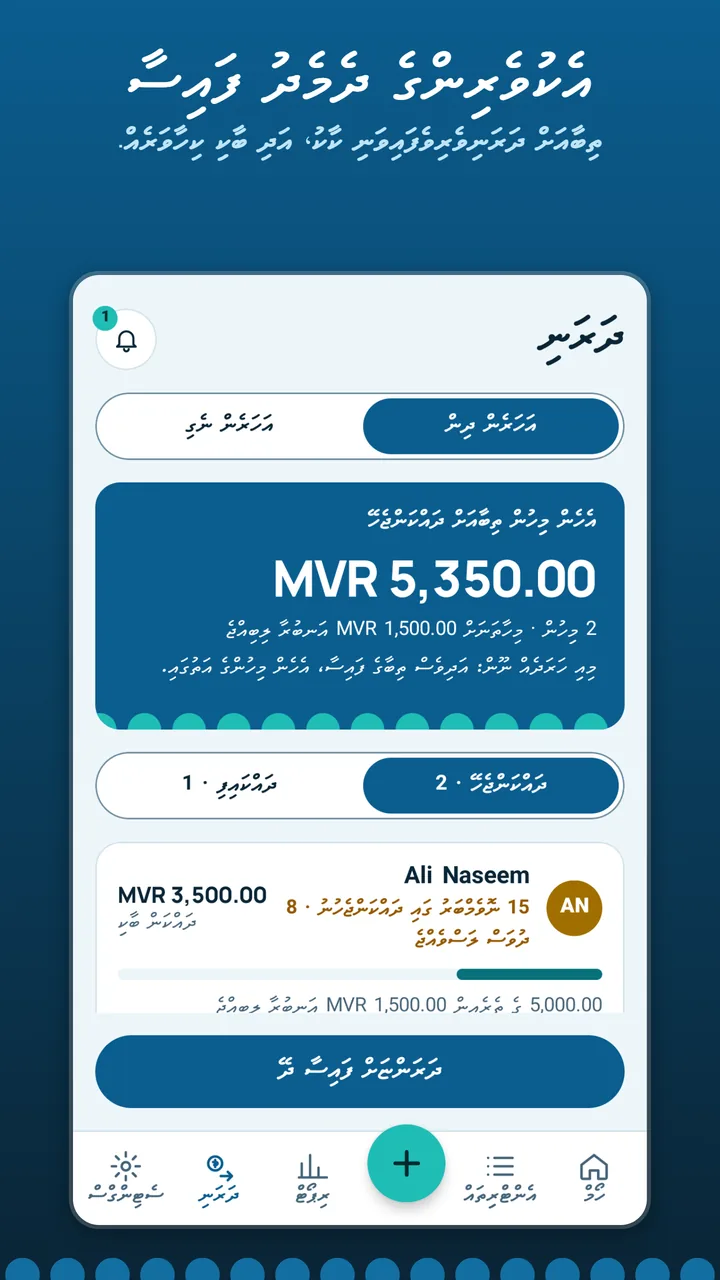 އެކުވެރިންގެ ދެމެދު ފައިސާ
ތިބާއަށް ދަރަނިވެރިވެފައިވަނި ކާކު، އަދި ބާކި ކިހާވަރެއް.
1
ދަރަނި
އަހަރެން ދިން
އަހަރެން ނެގި
އެހެން މިހުން ތިބާއަށް ދައްކަންޖެހޭ
MVR 5,350.00
2 މިހުން · މިހާތަނަށް MVR 1,500.00 އަނބުރާ ލިބިއްޖެ
މިއި ހަރަދެއް ނޫން: އަދިވެސް ތިބާގެ ފައިސާ، އެހެން މިހުންގެ އަތުގައި.
ދައްކަންޖެހޭ · 2
ދައްކައިފި · 1
Ali Naseem
AN
15 ނޮވެމްބަރު ގައި ދައްކަންޖެހުނު · 8
ދުވަސް ލަސްވެއްޖެ
MVR 3,500.00
ދައްކަން ބާކި
5,000.00 ގެ ތެރެއިން MVR 1,500.00 އަނބުރާ ލިބިއްޖެ
ދަރަންޏަށް ފައިސާ ދޭ
ހޯމް
އެންޓްރިތައް
ރިޕޯޓް
ދަރަނި
ސެޓިންގްސް